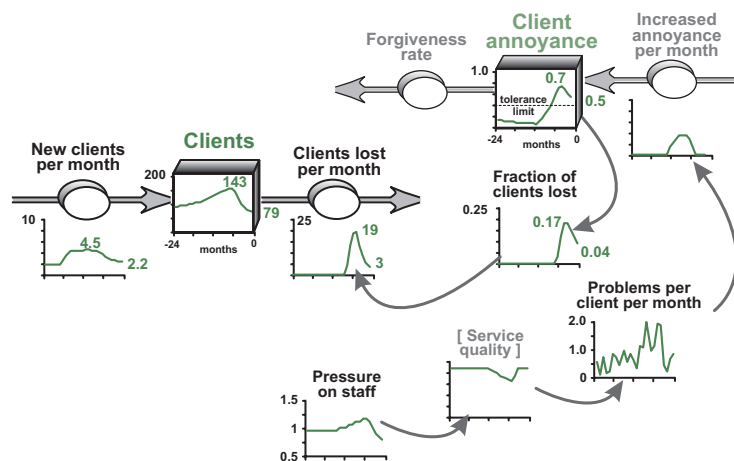 Forgiveness
rate
Client
annoyance
Increased
annoyance
per month
1.0
0.7
tolerance
limit
0.5
-24
0
months
New clients
per month
10
4.5
2.2
Clients
200
143
79
-24
0
months
Clients lost
per month
25
19
3
Fraction of
clients lost
0.25
0.17
0.04
Problems per
client per month
2.0
1.0
0
[ Service
quality ]
Pressure
on staff
1.5
1
0.5